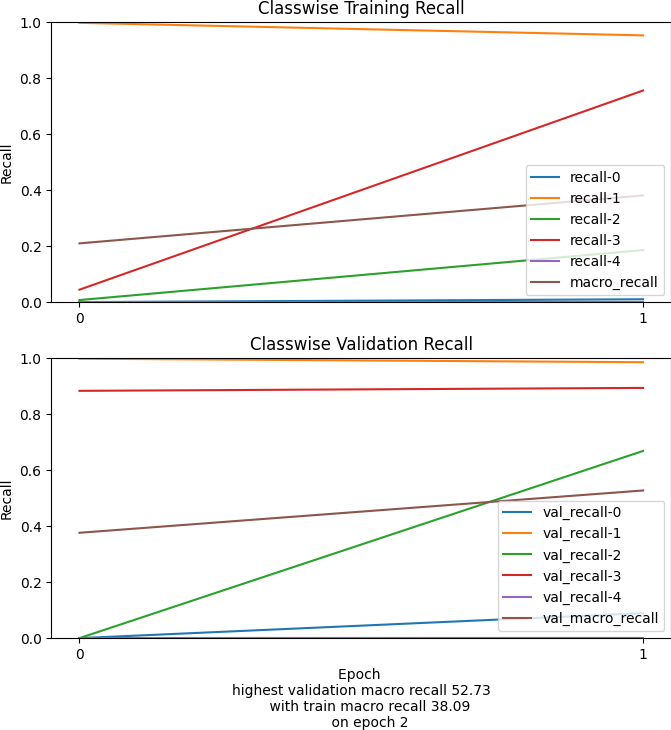 Classwise Training Recall
1.0
0.8
0.6
0.4
0.2
0.0
Recall
recall-0
recall-1
recall-2
recall-3
recall-4
macro_recall
0
1
Classwise Validation Recall
1.0
0.8
0.6
0.4
0.2
0.0
Recall
val_recall-0
val_recall-1
val_recall-2
val_recall-3
val_recall-4
val_macro_recall
0
1
Epoch
highest validation macro recall 52.73
with train macro recall 38.09
on epoch 2